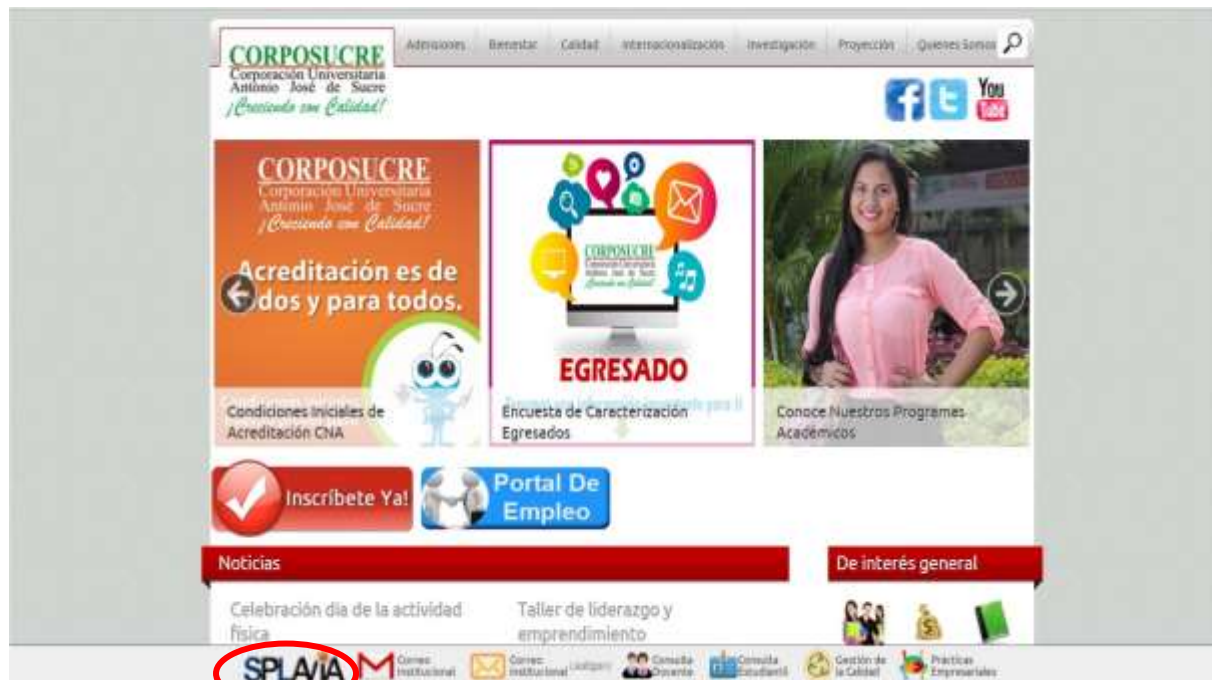 CORPOSUCRE
Corporación Universitaria
Antonio José de Sucre
¡Creciendo con Calidad!
Admisiones Bienestar Calidad Internacionalización Investigación Proyección Quienes Somos
You
Tube
CORPOSUCRE
Corporación Universitaria
Antonio José de Sucre
¡Creciendo con Calidad!
Acreditación es de
dos y para todos.
Condiciones Iniciales de
Acreditación CNA
CORPOSUCRE
EGRESADO
Encuesta de Caracterización
Egresados
Conoce Nuestros Programas
Académicos
Inscríbete Ya!
Portal De
Empleo
Noticias
De interés general
Celebración dia de la actividad
física
Taller de liderazgo y
emprendimiento
SPLAVIA
Correo
Institucional
Correo
Institucional
Consulta
Docente
Consulta
Estudiantil
Gestión de
la Calidad
Prácticas
Empresariales